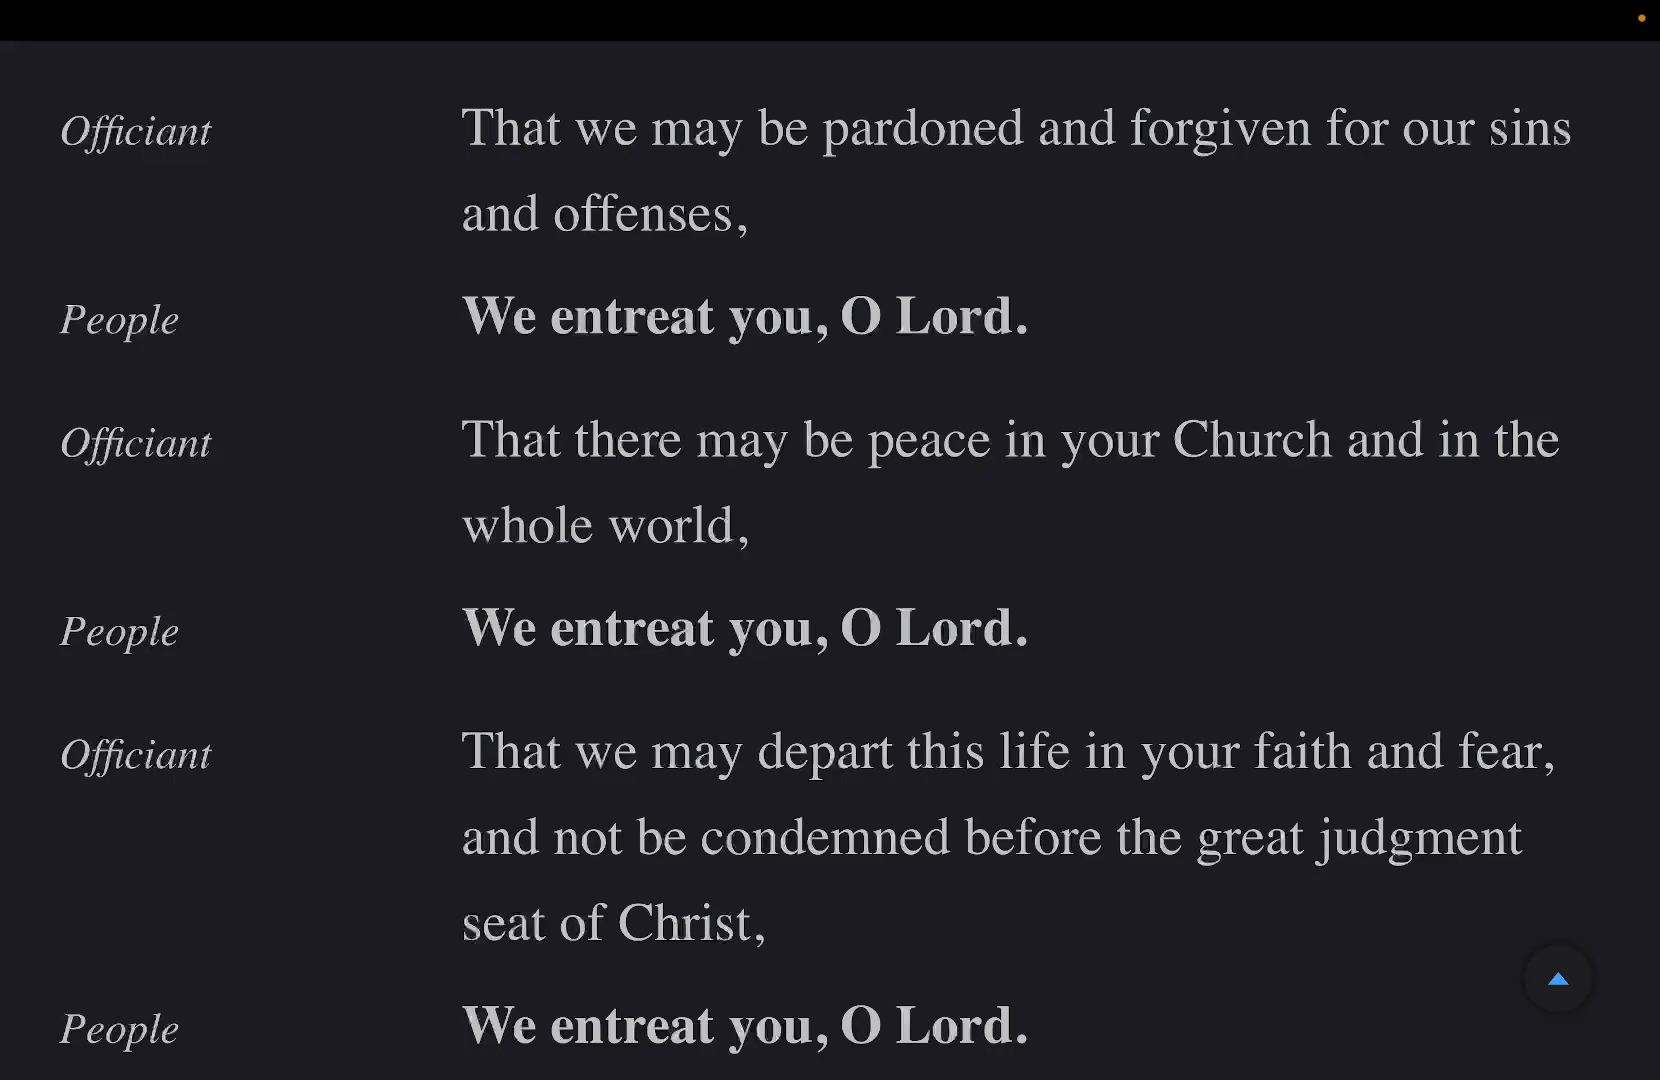 Officiant That we may be pardoned and forgiven for our sins
and offenses,
People We entreat you, O Lord.
Officiant That there may be peace in your Church and in the
whole world,
People We entreat you, O Lord.
Officiant That we may depart this life in your faith and fear,
and not be condemned before the great judgment
seat of Christ,
People We entreat you, O Lord.